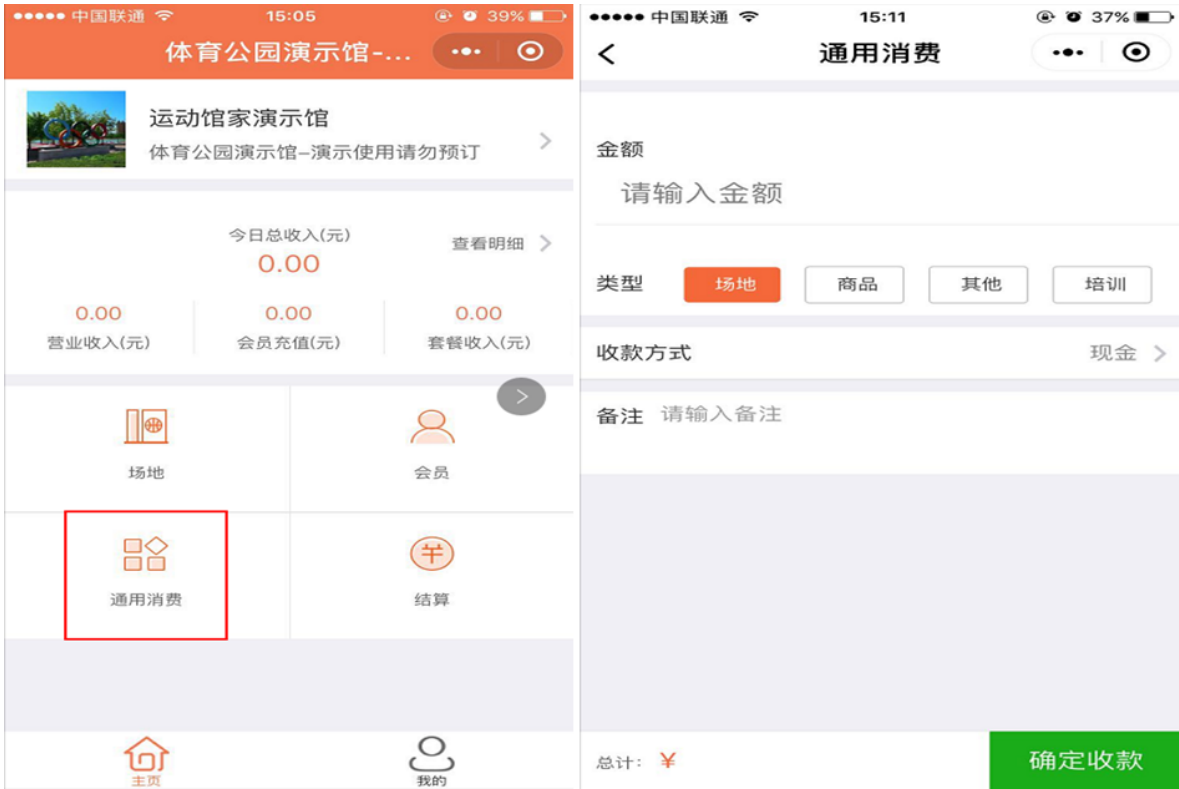 中国联通 15:05 39%
体育公园演示馆-...
运动馆家演示馆
体育公园演示馆–演示使用请勿预订
今日总收入(元)
0.00
查看明细
0.00 0.00 0.00
营业收入(元) 会员充值(元) 套餐收入(元)
场地 会员
通用消费 结算
主页 我的
中国联通 15:11 37%
通用消费
金额
请输入金额
类型 场地 商品 其他 培训
收款方式 现金
备注 请输入备注
总计: ¥ 确定收款